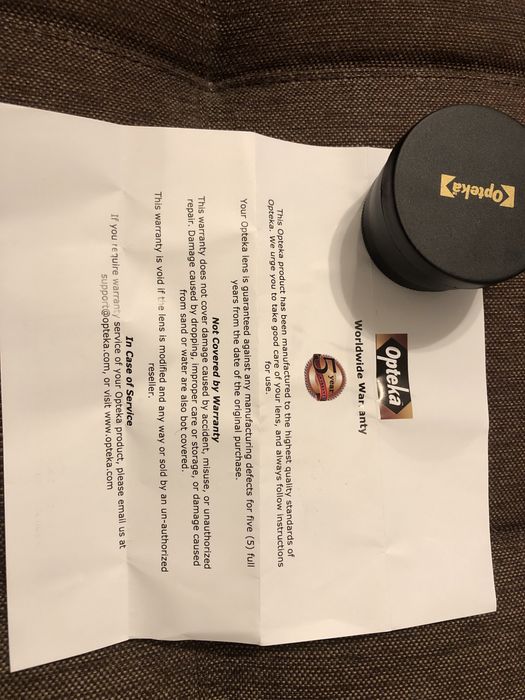 Opteka
Opteka
Worldwide War anty
5 year
This Opteka product has been manufactured to the highest quality standards of
Opteka. We urge you to take good care of your lens, and always follow instructions
for use.
Your Opteka lens is guaranteed against any manufacturing defects for five (5) full
years from the date of the original purchase.
Not Covered by Warranty
This warranty does not cover damage caused by accident, misuse, or unauthorized
repair. Damage caused by dropping, improper care or storage, or damage caused
from sand or water are also bot covered.
This warranty is void if the lens is modified and any way or sold by an un-authorized
reseller.
In Case of Service
If you require warranty service of your Opteka product, please email us at
support@opteka.com, or visit www.opteka.com